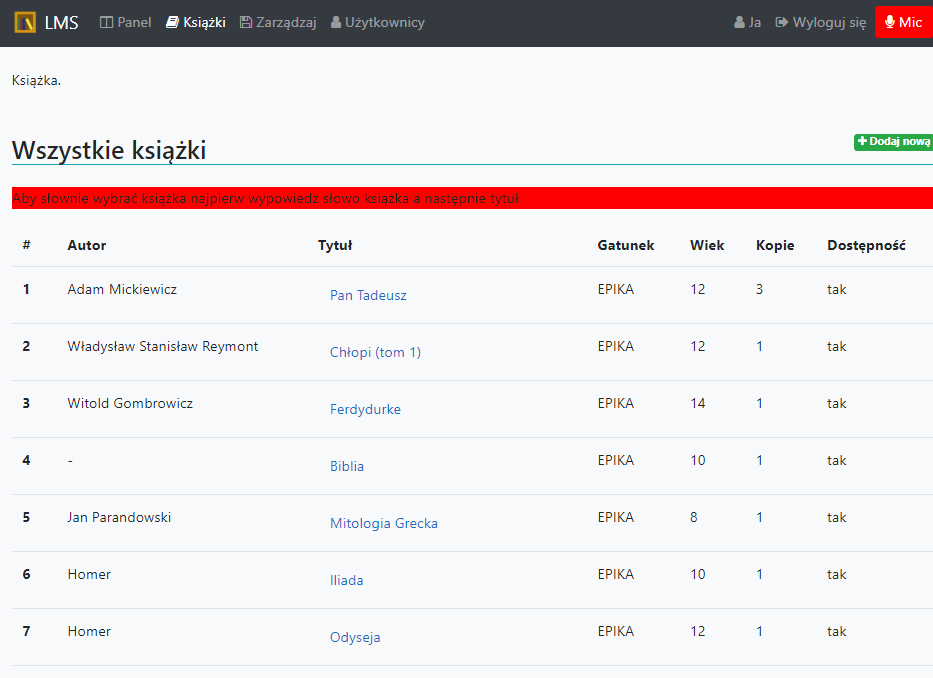 LMS Panel Książki Zarządzaj Użytkownicy Ja Wyloguj się Mic
Książka.
Wszystkie książki
Dodaj nową
Aby słownie wybrać książka najpierw wypowiedz słowo książka a następnie tytuł
# Autor Tytuł Gatunek Wiek Kopie Dostępność
1 Adam Mickiewicz Pan Tadeusz EPIKA 12 3 tak
2 Władysław Stanisław Reymont Chłopi (tom 1) EPIKA 12 1 tak
3 Witold Gombrowicz Ferdydurke EPIKA 14 1 tak
4 - Biblia EPIKA 10 1 tak
5 Jan Parandowski Mitologia Grecka EPIKA 8 1 tak
6 Homer Iliada EPIKA 10 1 tak
7 Homer Odyseja EPIKA 12 1 tak